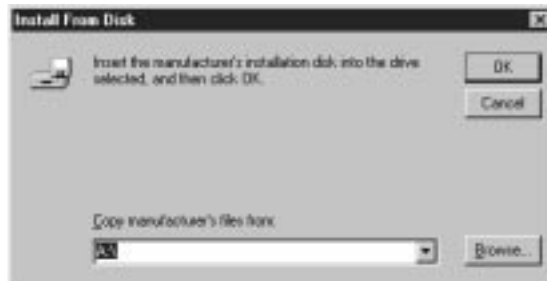 Install From Disk
Insert the manufacturer's installation disk into the drive
selected, and then click OK.
OK
Cancel
Copy manufacturer's files from:
A:\
Browse...